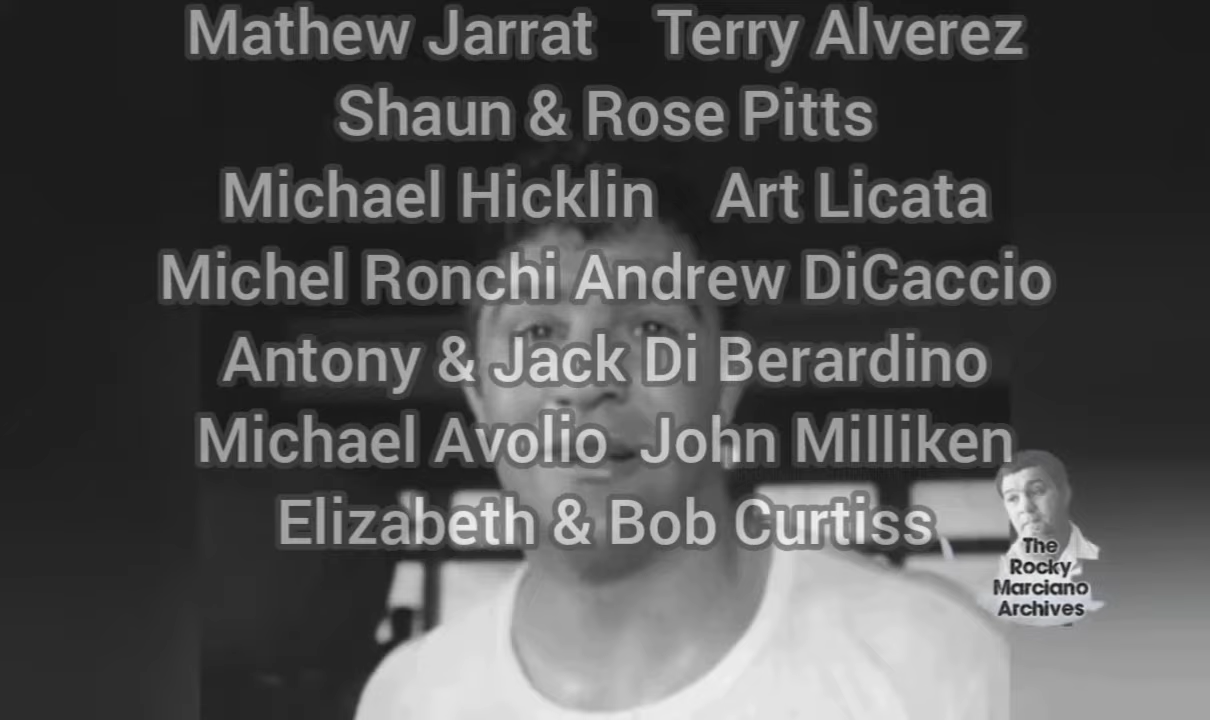 Mathew Jarrat Terry Alverez
Shaun & Rose Pitts
Michael Hicklin Art Licata
Michel Ronchi Andrew DiCaccio
Antony & Jack Di Berardino
Michael Avolio John Milliken
Elizabeth & Bob Curtiss
The
Rocky
Marciano
Archives